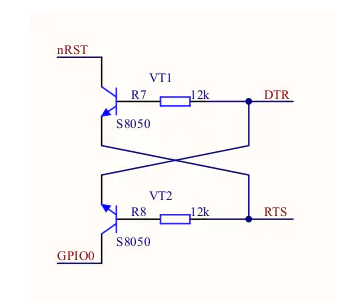 nRST
VT1
R7 12k DTR
S8050
VT2
R8 12k RTS
S8050
GPIO0